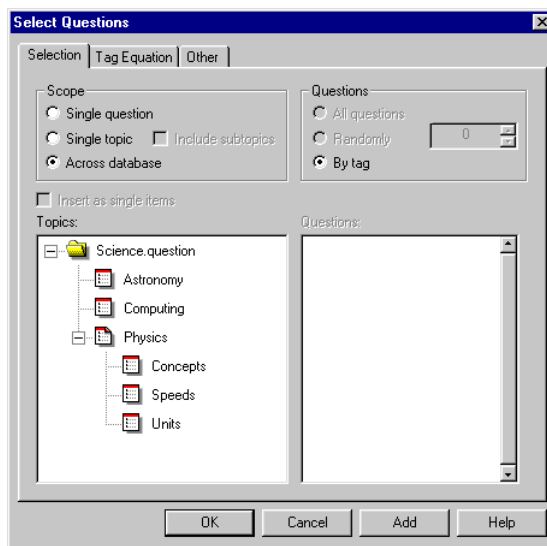 Select Questions
Selection Tag Equation Other
Scope
Single question
Single topic Include subtopics
Across database
Questions
All questions
Randomly 0
By tag
Insert as single items
Topics:
Science.question
Astronomy
Computing
Physics
Concepts
Speeds
Units
Questions:
OK Cancel Add Help